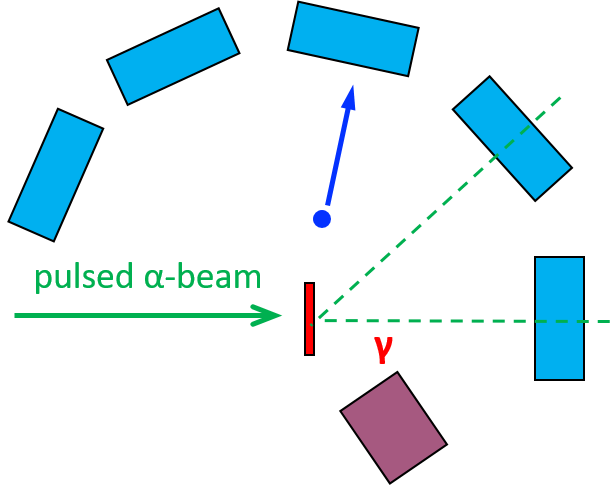 pulsed α-beam
γ